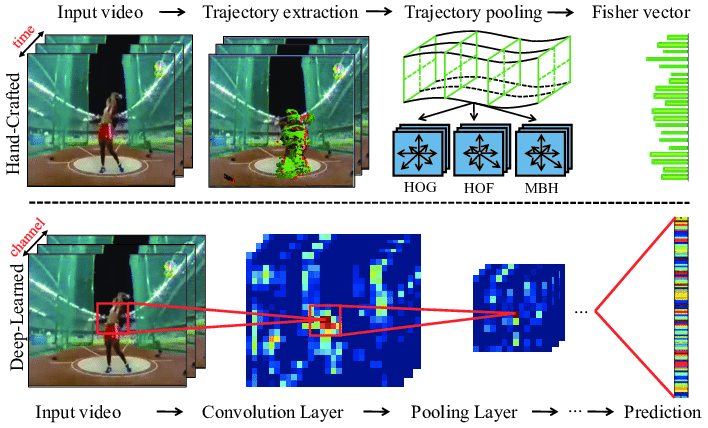 Input video → Trajectory extraction → Trajectory pooling → Fisher vector
time
Hand-Crafted
HOG HOF MBH
channel
Deep-Learned
...
Input video → Convolution Layer → Pooling Layer → ... → Prediction